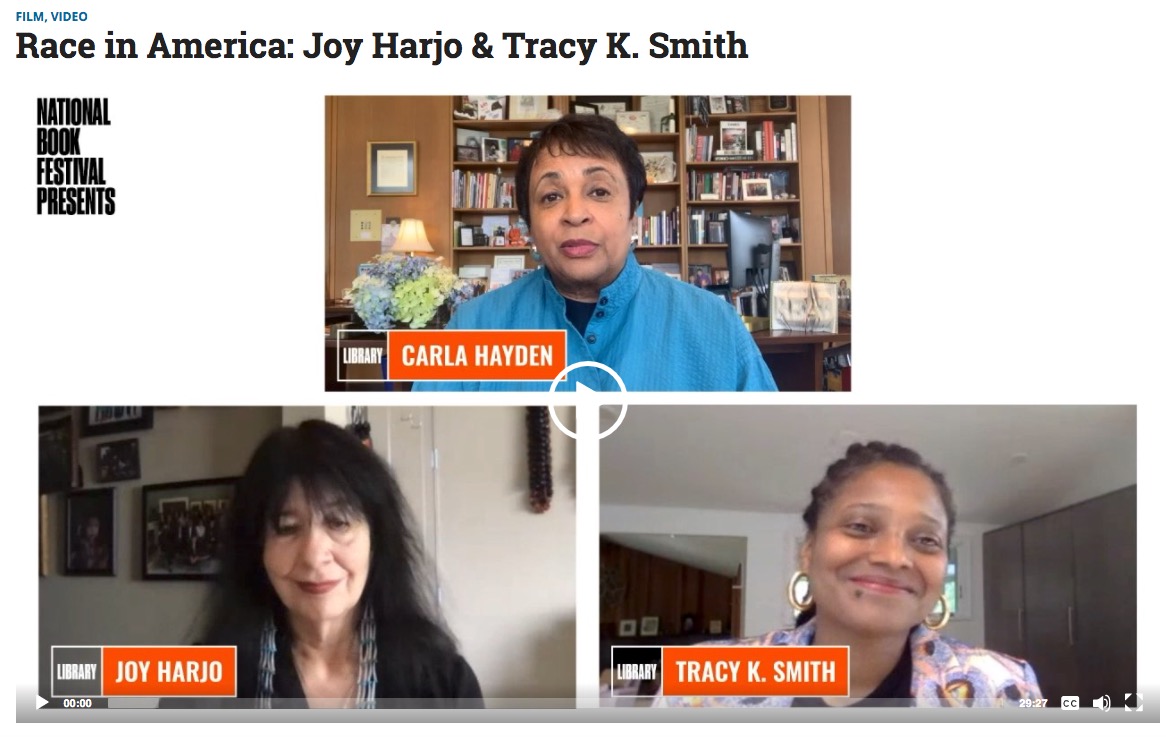 FILM, VIDEO
Race in America: Joy Harjo & Tracy K. Smith
NATIONAL
BOOK
FESTIVAL
PRESENTS
LIBRARY CARLA HAYDEN
READ
LIBRARY JOY HARJO
LIBRARY TRACY K. SMITH
00:00
29:27 CC